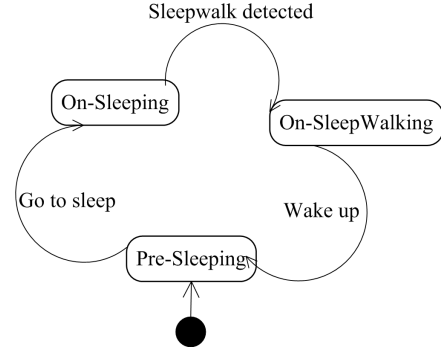 Sleepwalk detected
On-Sleeping
On-SleepWalking
Go to sleep
Wake up
Pre-Sleeping